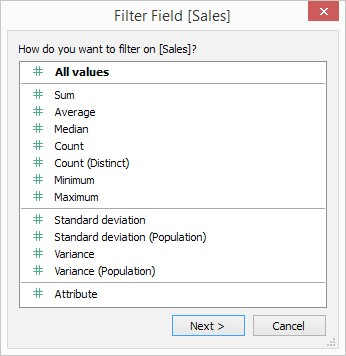 Filter Field [Sales]
How do you want to filter on [Sales]?
All values
Sum
Average
Median
Count
Count (Distinct)
Minimum
Maximum
Standard deviation
Standard deviation (Population)
Variance
Variance (Population)
Attribute
Next >
Cancel